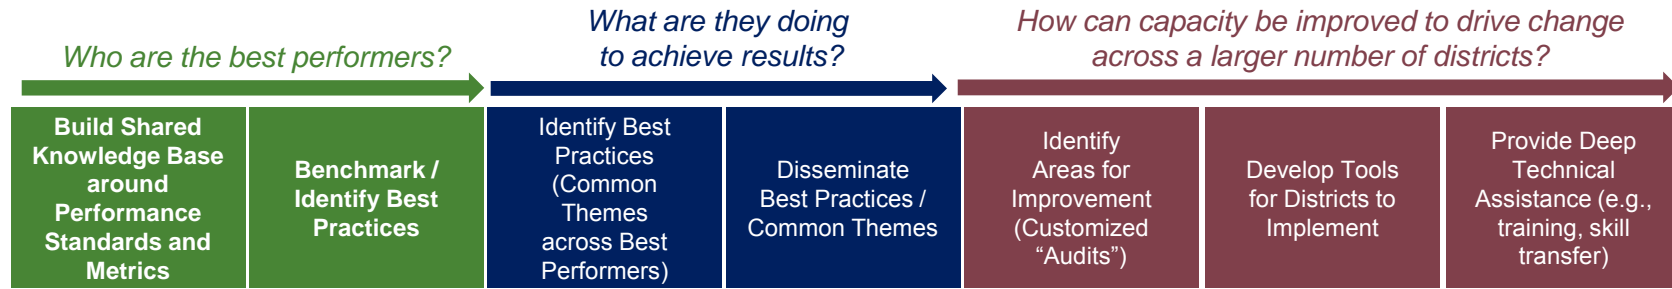 Who are the best performers?
What are they doing
to achieve results?
How can capacity be improved to drive change
across a larger number of districts?
Build Shared
Knowledge Base
around
Performance
Standards and
Metrics
Benchmark /
Identify Best
Practices
Identify Best
Practices
(Common
Themes
across Best
Performers)
Disseminate
Best Practices /
Common Themes
Identify
Areas for
Improvement
(Customized
“Audits”)
Develop Tools
for Districts to
Implement
Provide Deep
Technical
Assistance (e.g.,
training, skill
transfer)